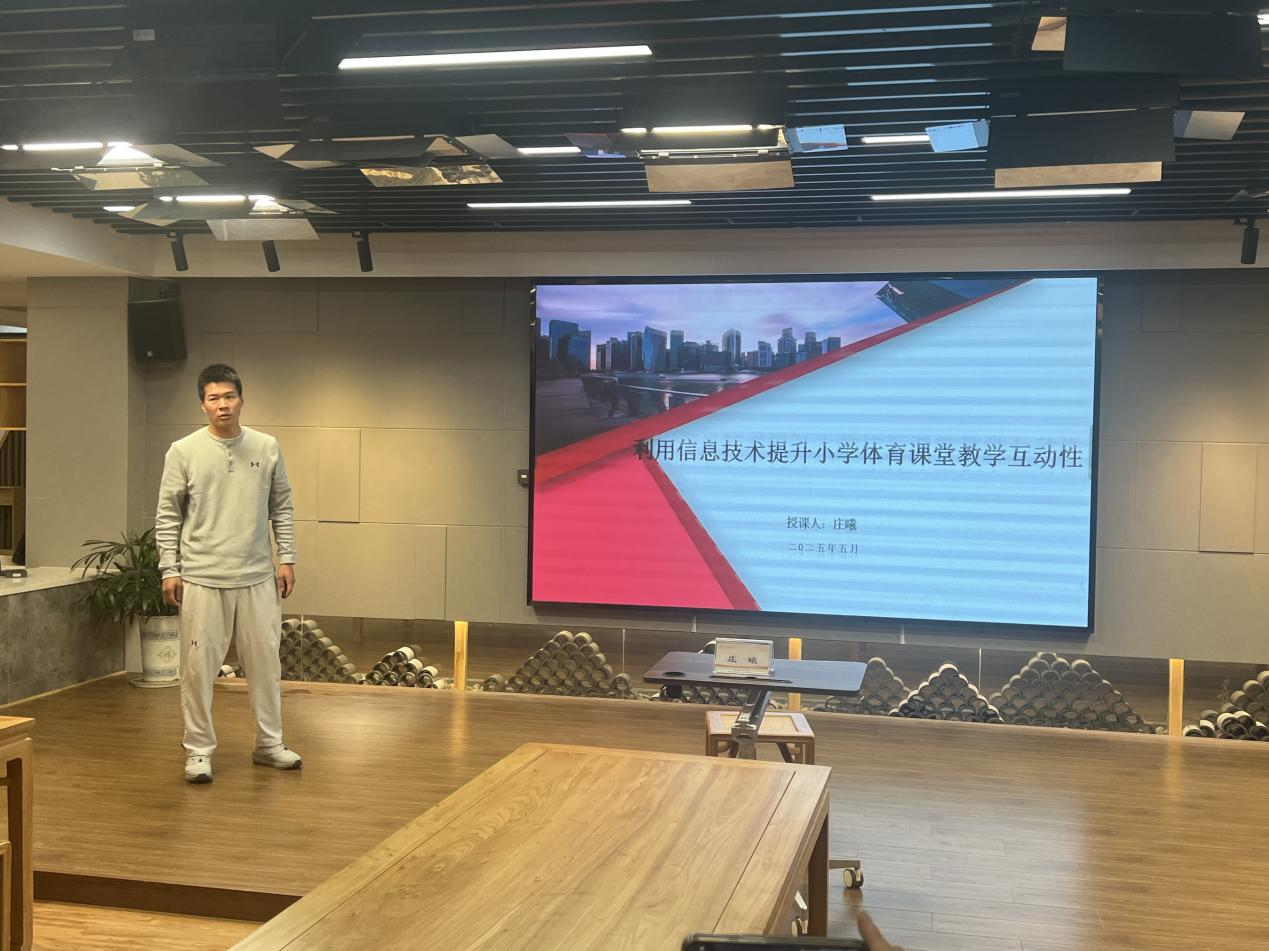 利用信息技术提升小学体育课堂教学互动性
授课人：庄曦
二〇二五年五月
庄 曦